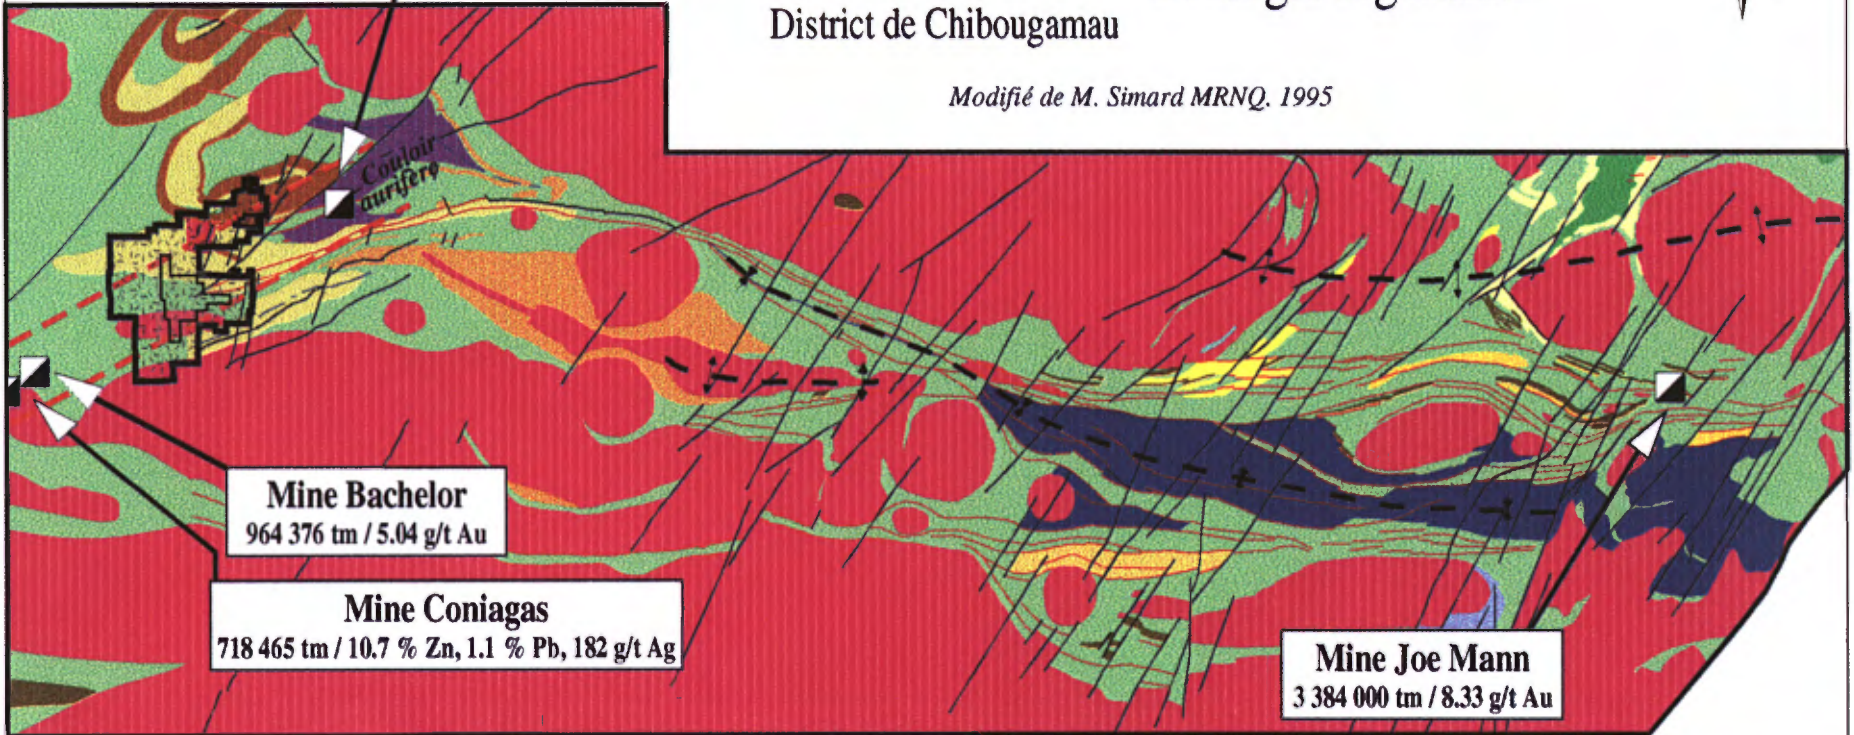 District de Chibougamau
Modifié de M. Simard MRNQ. 1995
Couloir
aurifère
Mine Bachelor
964 376 tm / 5.04 g/t Au
Mine Coniagas
718 465 tm / 10.7 % Zn, 1.1 % Pb, 182 g/t Ag
Mine Joe Mann
3 384 000 tm / 8.33 g/t Au